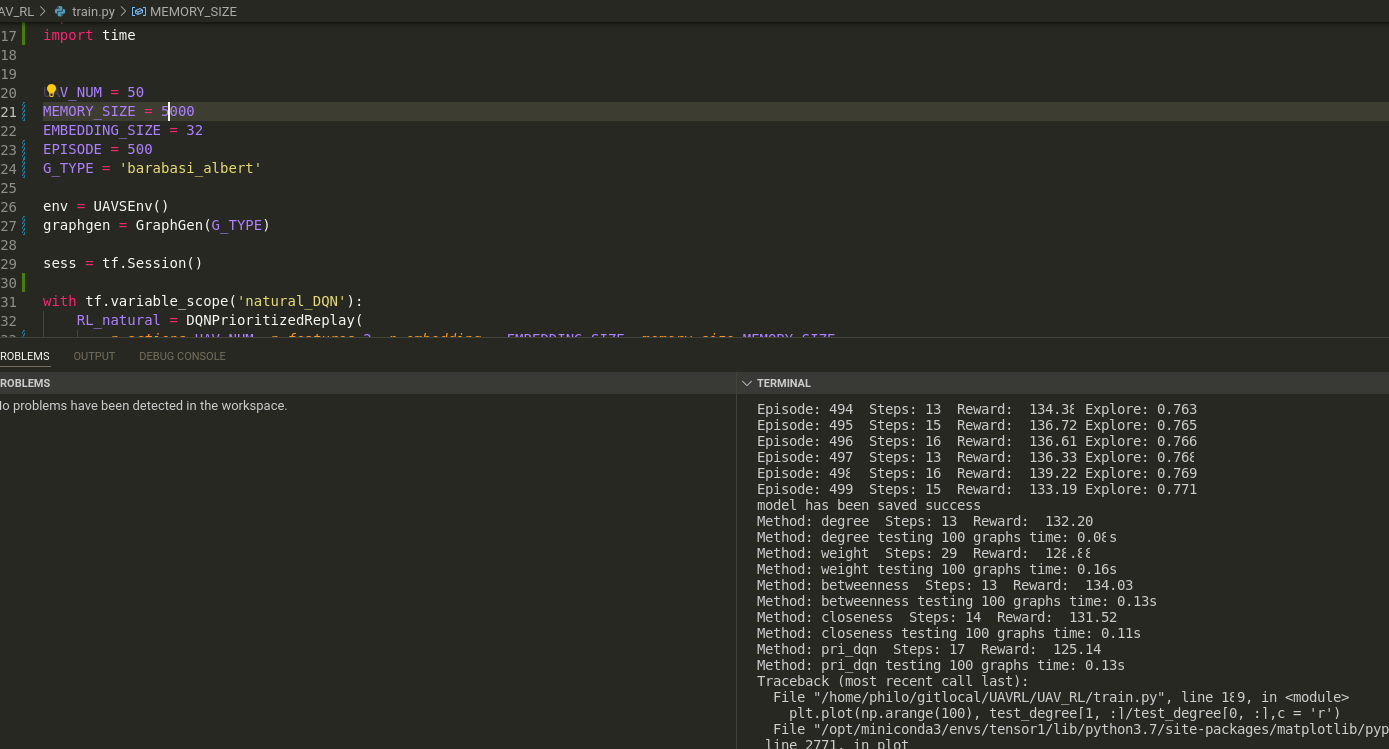 AV_RL > train.py > MEMORY_SIZE
17 import time
18
19
20 UAV_NUM = 50
21 MEMORY_SIZE = 5000
22 EMBEDDING_SIZE = 32
23 EPISODE = 500
24 G_TYPE = 'barabasi_albert'
25
26 env = UAVSEnv()
27 graphgen = GraphGen(G_TYPE)
28
29 sess = tf.Session()
30
31 with tf.variable_scope('natural_DQN'):
32 RL_natural = DQNPrioritizedReplay(
ROBLEMS OUTPUT DEBUG CONSOLE
ROBLEMS
lo problems have been detected in the workspace.
TERMINAL
Episode: 494 Steps: 13 Reward: 134.38 Explore: 0.763
Episode: 495 Steps: 15 Reward: 136.72 Explore: 0.765
Episode: 496 Steps: 16 Reward: 136.61 Explore: 0.766
Episode: 497 Steps: 13 Reward: 136.33 Explore: 0.768
Episode: 498 Steps: 16 Reward: 139.22 Explore: 0.769
Episode: 499 Steps: 15 Reward: 133.19 Explore: 0.771
model has been saved success
Method: degree Steps: 13 Reward: 132.20
Method: degree testing 100 graphs time: 0.08s
Method: weight Steps: 29 Reward: 128.88
Method: weight testing 100 graphs time: 0.16s
Method: betweenness Steps: 13 Reward: 134.03
Method: betweenness testing 100 graphs time: 0.13s
Method: closeness Steps: 14 Reward: 131.52
Method: closeness testing 100 graphs time: 0.11s
Method: pri_dqn Steps: 17 Reward: 125.14
Method: pri_dqn testing 100 graphs time: 0.13s
Traceback (most recent call last):
File "/home/philo/gitlocal/UAVRL/UAV_RL/train.py", line 189, in <module>
plt.plot(np.arange(100), test_degree[1, :]/test_degree[0, :],c = 'r')
File "/opt/miniconda3/envs/tensor1/lib/python3.7/site-packages/matplotlib/pyp
line 2771, in plot